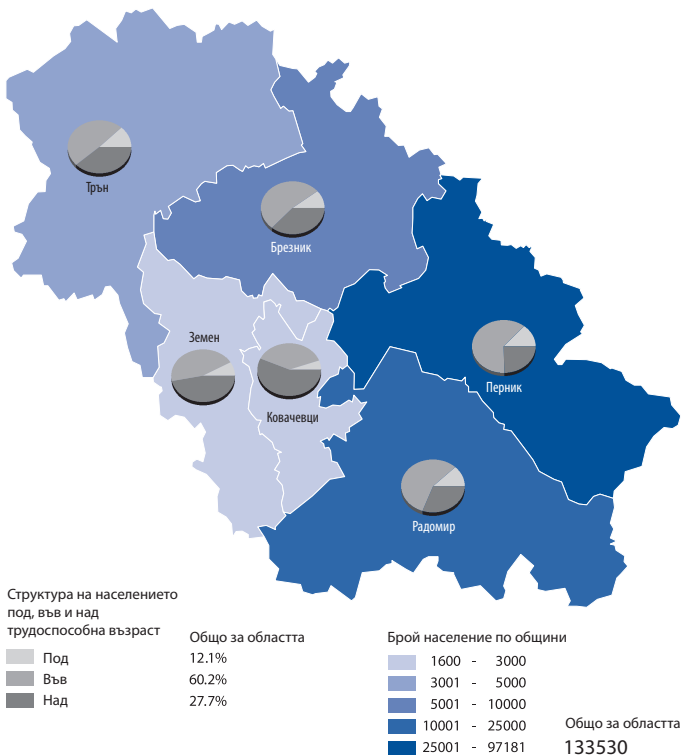 Трън
Брезник
Земен
Перник
Ковачевци
Радомир
Структура на населението
под, във и над
трудоспособна възраст
Общо за областта
Под 12.1%
Във 60.2%
Над 27.7%
Брой население по общини
1600 - 3000
3001 - 5000
5001 - 10000
10001 - 25000
25001 - 97181
Общо за областта
133530